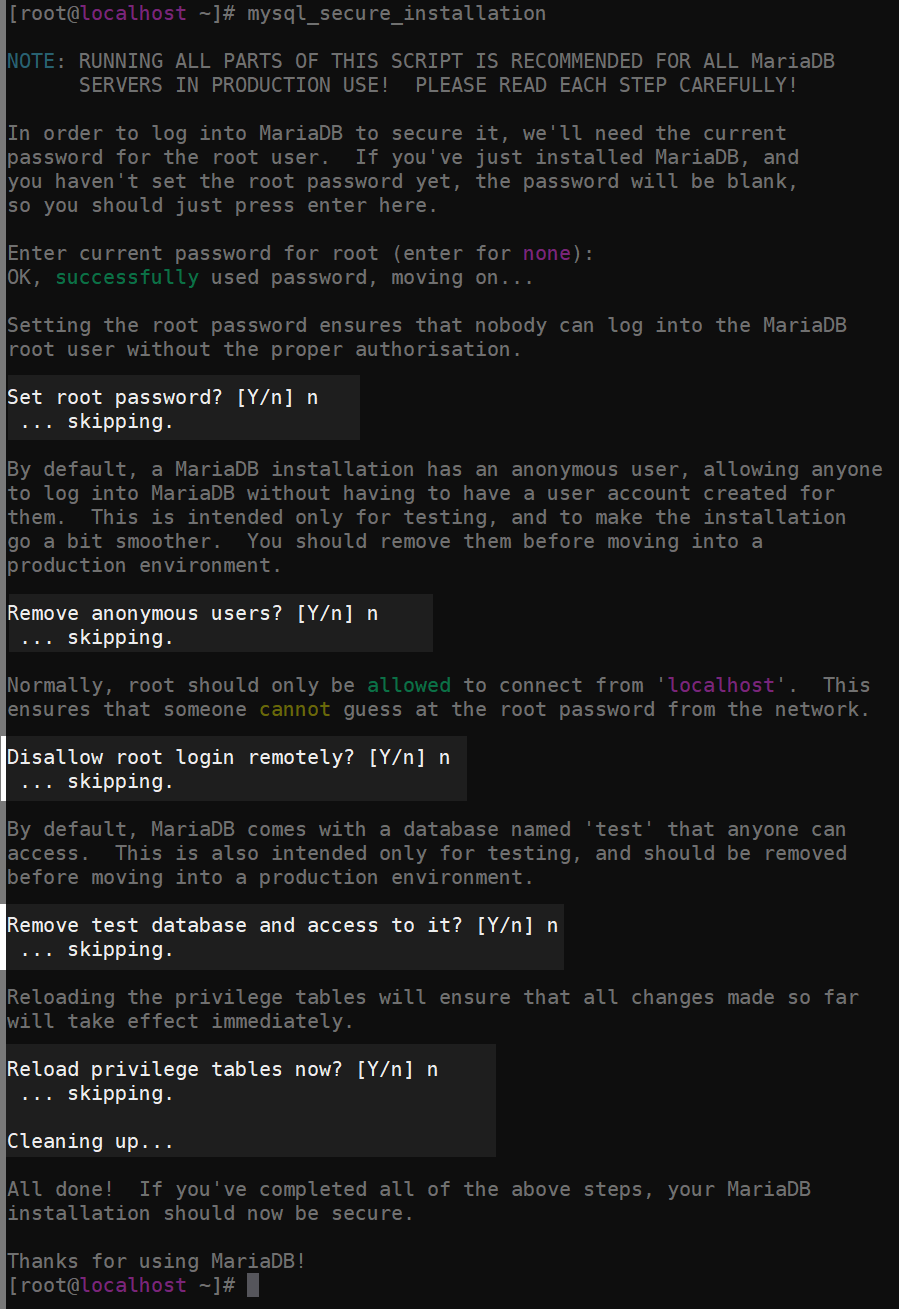 [root@localhost ~]# mysql_secure_installation
NOTE: RUNNING ALL PARTS OF THIS SCRIPT IS RECOMMENDED FOR ALL MariaDB
      SERVERS IN PRODUCTION USE!  PLEASE READ EACH STEP CAREFULLY!
In order to log into MariaDB to secure it, we'll need the current
password for the root user.  If you've just installed MariaDB, and
you haven't set the root password yet, the password will be blank,
so you should just press enter here.
Enter current password for root (enter for none):
OK, successfully used password, moving on...
Setting the root password ensures that nobody can log into the MariaDB
root user without the proper authorisation.
Set root password? [Y/n] n
 ... skipping.
By default, a MariaDB installation has an anonymous user, allowing anyone
to log into MariaDB without having to have a user account created for
them.  This is intended only for testing, and to make the installation
go a bit smoother.  You should remove them before moving into a
production environment.
Remove anonymous users? [Y/n] n
 ... skipping.
Normally, root should only be allowed to connect from 'localhost'.  This
ensures that someone cannot guess at the root password from the network.
Disallow root login remotely? [Y/n] n
 ... skipping.
By default, MariaDB comes with a database named 'test' that anyone can
access.  This is also intended only for testing, and should be removed
before moving into a production environment.
Remove test database and access to it? [Y/n] n
 ... skipping.
Reloading the privilege tables will ensure that all changes made so far
will take effect immediately.
Reload privilege tables now? [Y/n] n
 ... skipping.
Cleaning up...
All done!  If you've completed all of the above steps, your MariaDB
installation should now be secure.
Thanks for using MariaDB!
[root@localhost ~]#